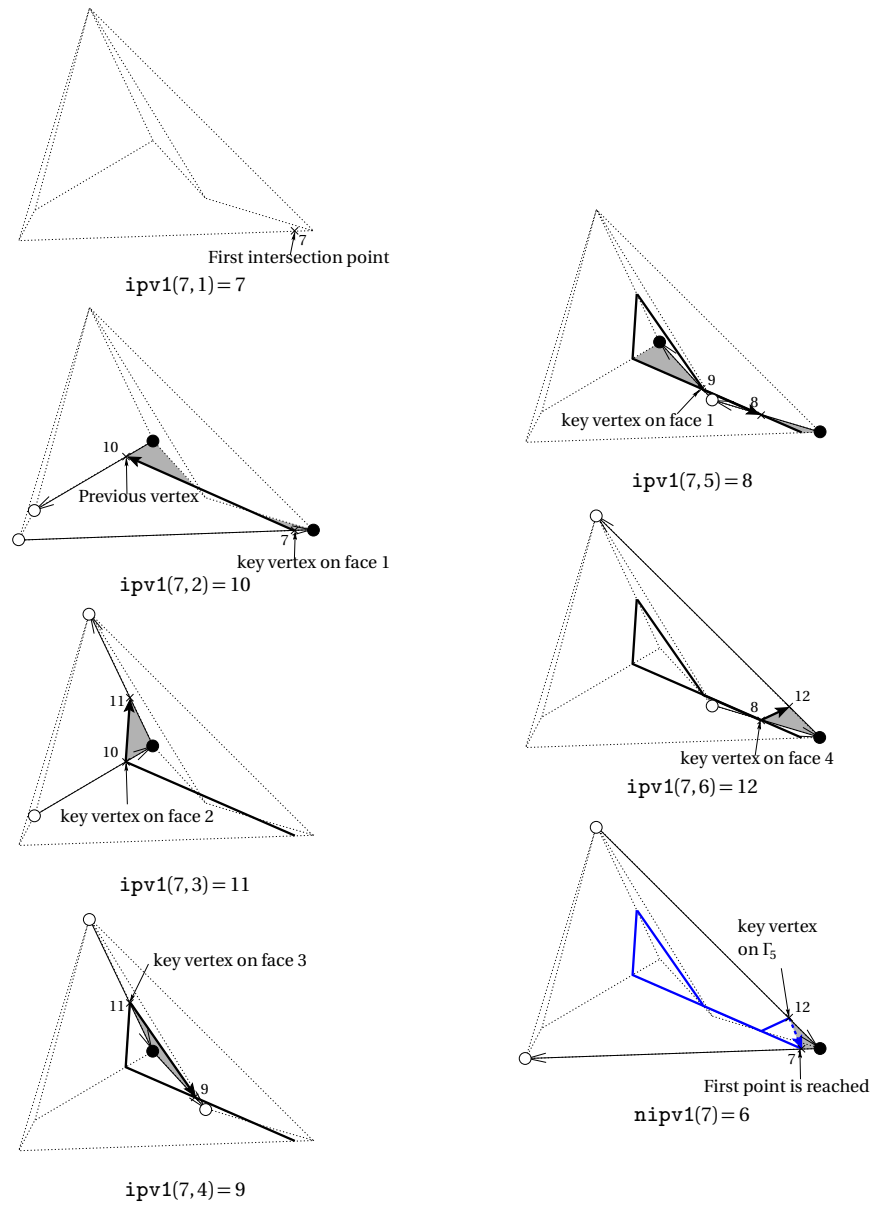 7
First intersection point
ipv1(7,1)=7
10
Previous vertex
7
key vertex on face 1
ipv1(7,2)=10
11
10
key vertex on face 2
ipv1(7,3)=11
key vertex on face 3
11
9
ipv1(7,4)=9
9
8
key vertex on face 1
ipv1(7,5)=8
12
8
key vertex on face 4
ipv1(7,6)=12
key vertex
on Γ5
12
7
First point is reached
nipv1(7)=6